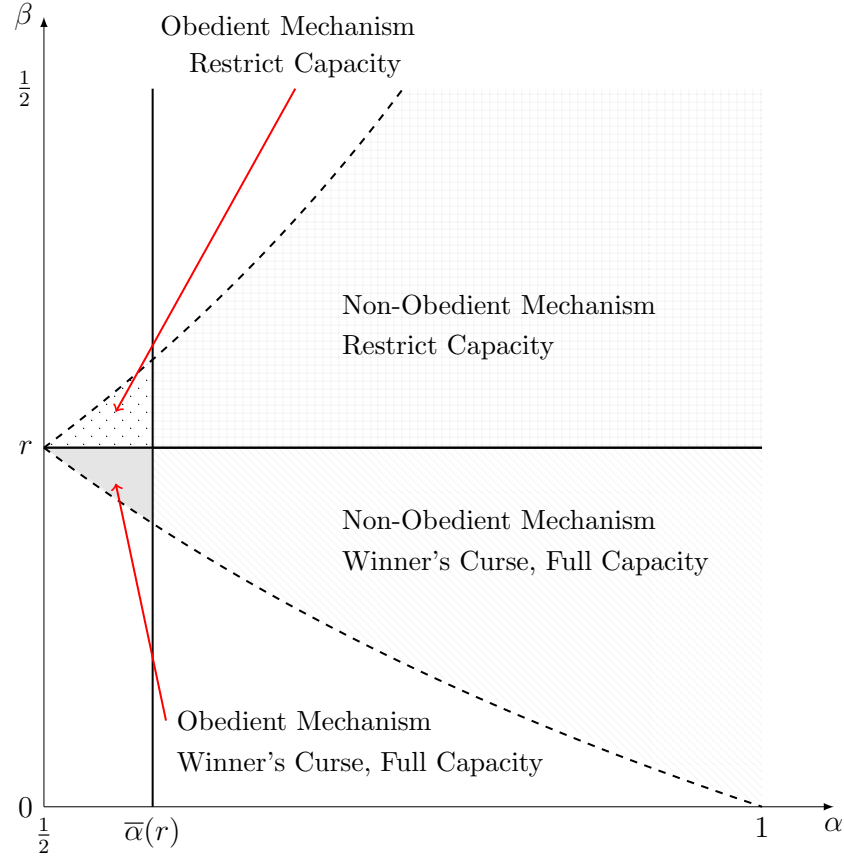 β
Obedient Mechanism
Restrict Capacity
1/2
Non-Obedient Mechanism
Restrict Capacity
r
Non-Obedient Mechanism
Winner's Curse, Full Capacity
Obedient Mechanism
Winner's Curse, Full Capacity
0
1/2
α̅(r)
1
α